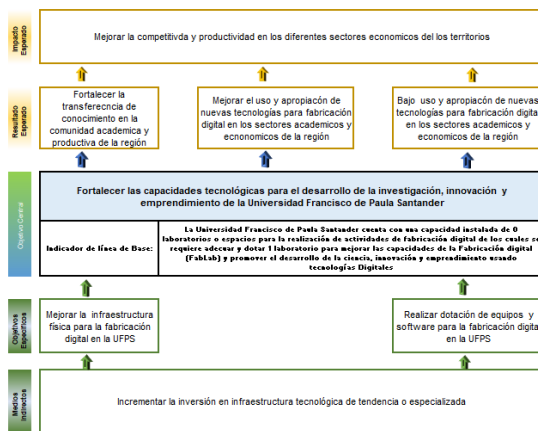 Impacto
Esperado
Mejorar la competitivda y productividad en los diferentes sectores economicos del los territorios
Resultado
Esperado
Fortalecer la
transferencia de
conocimiento en la
comunidad academica y
productiva de la región
Mejorar el uso y apropiacón de
nuevas tecnologías para fabricación
digital en los sectores academicos y
enonomicos de la región
Bajo uso y apropiación de nuevas
tecnologías para fabricación digital
en los sectores academicos y
economicos de la región
Objetivo Central
Fortalecer las capacidades tecnológicas para el desarrollo de la investigación, innovación y
emprendimiento de la Universidad Francisco de Paula Santander
Indicador de línea de Base:
La Universidad Francisco de Paula Santander cuenta con una capacidad instalada de 0
laboratorios o espacios para la realización de actividades de fabricación digital de los cuales se
requiere adecuar y dotar 1 laboratorio para mejorar las capacidades de la Fabricación digital
(FabLab) y promover el desarrollo de la ciencia, innovación y emprendimiento usando
tecnologías Digitales
Objetivos
Especificos
Mejorar la infraestructura
física para la fabricación
digital en la UFPS
Realizar dotación de equipos y
software para la fabricación digital
en la UFPS
Medios
Indirectos
Incrementar la inversión en infraestructura tecnológica de tendencia o especializada